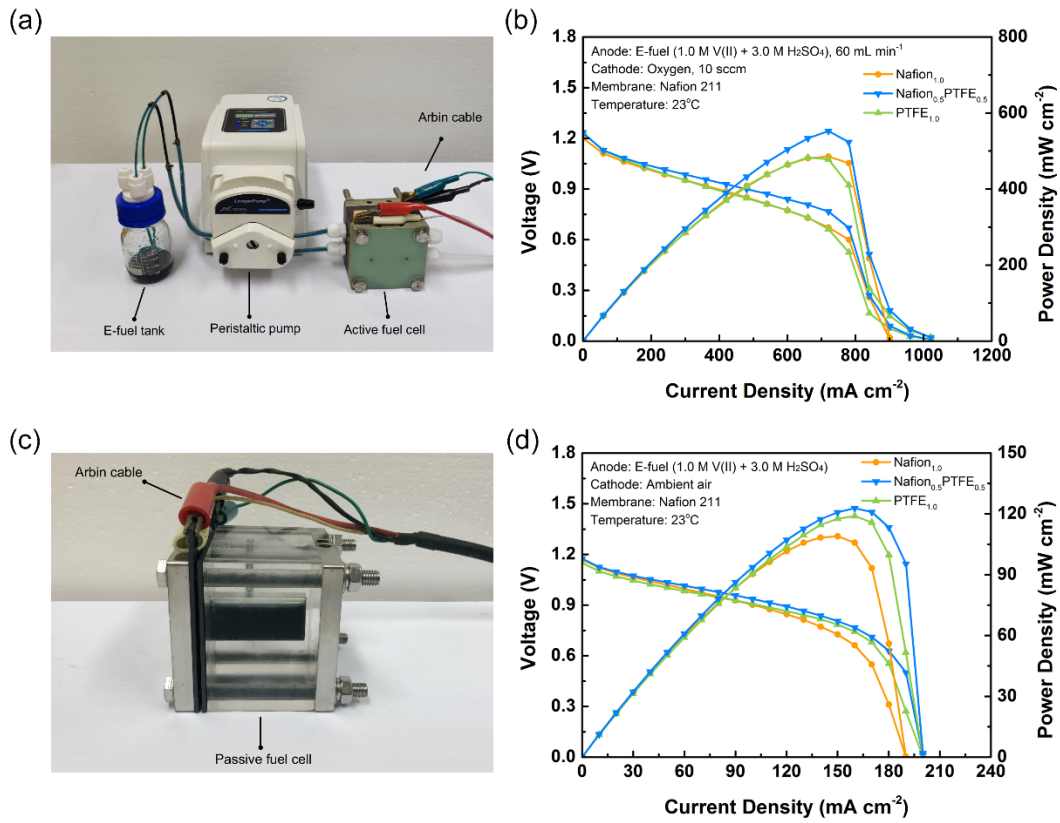 (a)
Arbin cable
LongerPump
E-fuel tank
Peristaltic pump
Active fuel cell
(b)
Anode: E-fuel (1.0 M V(II) + 3.0 M H₂SO₄), 60 mL min⁻¹
Cathode: Oxygen, 10 sccm
Membrane: Nafion 211
Temperature: 23°C
Nafion₁.₀
Nafion₀.₅PTFE₀.₅
PTFE₁.₀
1.8
1.5
1.2
0.9
0.6
0.3
0.0
Voltage (V)
800
600
400
200
0
Power Density (mW cm⁻²)
0 200 400 600 800 1000 1200
Current Density (mA cm⁻²)
(c)
Arbin cable
Passive fuel cell
(d)
Anode: E-fuel (1.0 M V(II) + 3.0 M H₂SO₄)
Cathode: Ambient air
Membrane: Nafion 211
Temperature: 23°C
Nafion₁.₀
Nafion₀.₅PTFE₀.₅
PTFE₁.₀
1.8
1.5
1.2
0.9
0.6
0.3
0.0
Voltage (V)
150
120
90
60
30
0
Power Density (mW cm⁻²)
0 30 60 90 120 150 180 210 240
Current Density (mA cm⁻²)